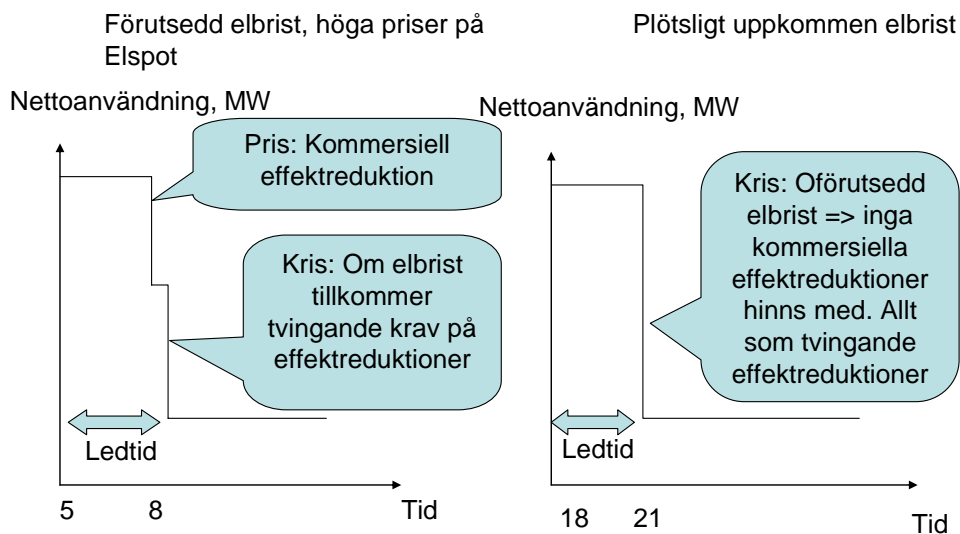 Förutsedd elbrist, höga priser på
Elspot
Nettoanvändning, MW
Pris: Kommersiell
effektreduktion
Kris: Om elbrist
tillkommer
tvingande krav på
effektreduktioner
Ledtid
5
8
Tid
Plötsligt uppkommen elbrist
Nettoanvändning, MW
Kris: Oförutsedd
elbrist => inga
kommersiella
effektreduktioner
hinns med. Allt
som tvingande
effektreduktioner
Ledtid
18
21
Tid